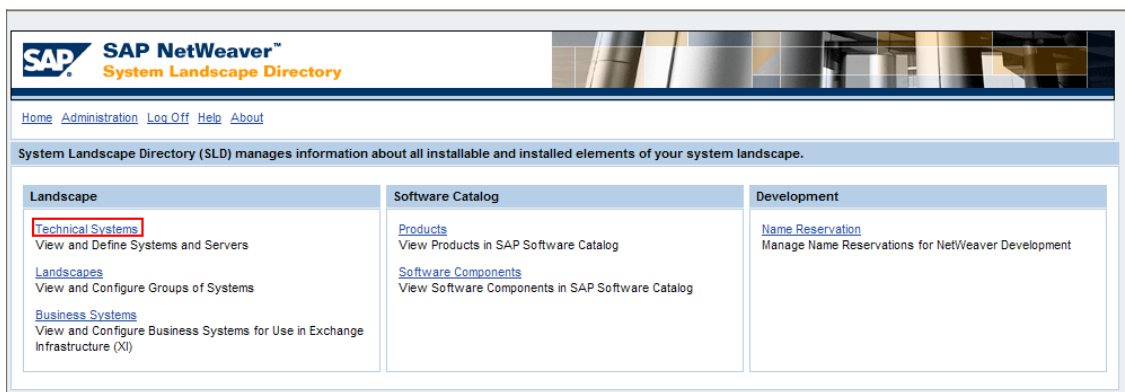 SAP
SAP NetWeaver™
System Landscape Directory
Home Administration Log Off Help About
System Landscape Directory (SLD) manages information about all installable and installed elements of your system landscape.
Landscape
Technical Systems
View and Define Systems and Servers
Landscapes
View and Configure Groups of Systems
Business Systems
View and Configure Business Systems for Use in Exchange
Infrastructure (XI)
Software Catalog
Products
View Products in SAP Software Catalog
Software Components
View Software Components in SAP Software Catalog
Development
Name Reservation
Manage Name Reservations for NetWeaver Development